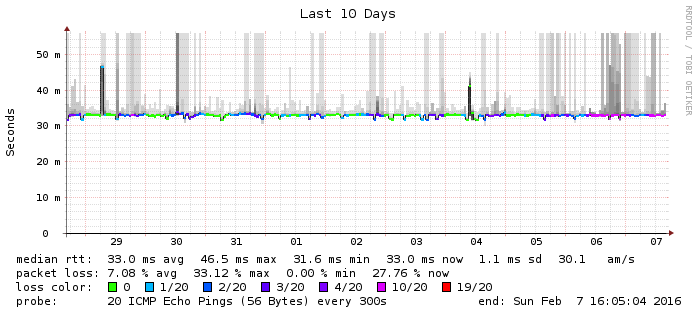 Last 10 Days
RRDTOOL / TOBI OETIKER
Seconds
50 m
40 m
30 m
20 m
10 m
0
29 30 31 01 02 03 04 05 06 07
median rtt: 33.0 ms avg 46.5 ms max 31.6 ms min 33.0 ms now 1.1 ms sd 30.1 am/s
packet loss: 7.08 % avg 33.12 % max 0.00 % min 27.76 % now
loss color: 0 1/20 2/20 3/20 4/20 10/20 19/20
probe: 20 ICMP Echo Pings (56 Bytes) every 300s end: Sun Feb 7 16:05:04 2016